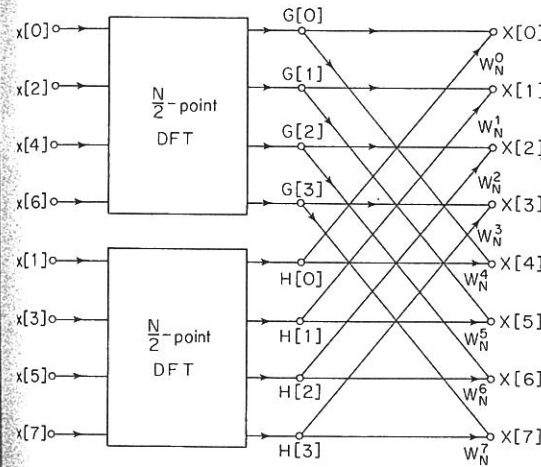 x[0]
x[2]
x[4]
x[6]
N/2-point
DFT
G[0]
G[1]
G[2]
G[3]
x[1]
x[3]
x[5]
x[7]
N/2-point
DFT
H[0]
H[1]
H[2]
H[3]
W_N^0
W_N^1
W_N^2
W_N^3
W_N^4
W_N^5
W_N^6
W_N^7
X[0]
X[1]
X[2]
X[3]
X[4]
X[5]
X[6]
X[7]